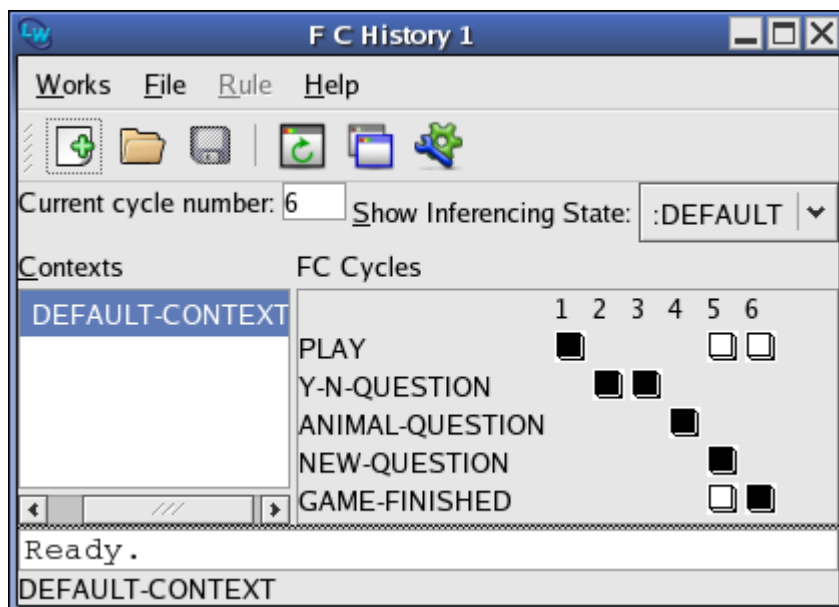 LW
F C History 1
Works File Rule Help
Current cycle number: 6 Show Inferencing State: :DEFAULT
Contexts FC Cycles
DEFAULT-CONTEXT
1 2 3 4 5 6
PLAY
Y-N-QUESTION
ANIMAL-QUESTION
NEW-QUESTION
GAME-FINISHED
Ready.
DEFAULT-CONTEXT